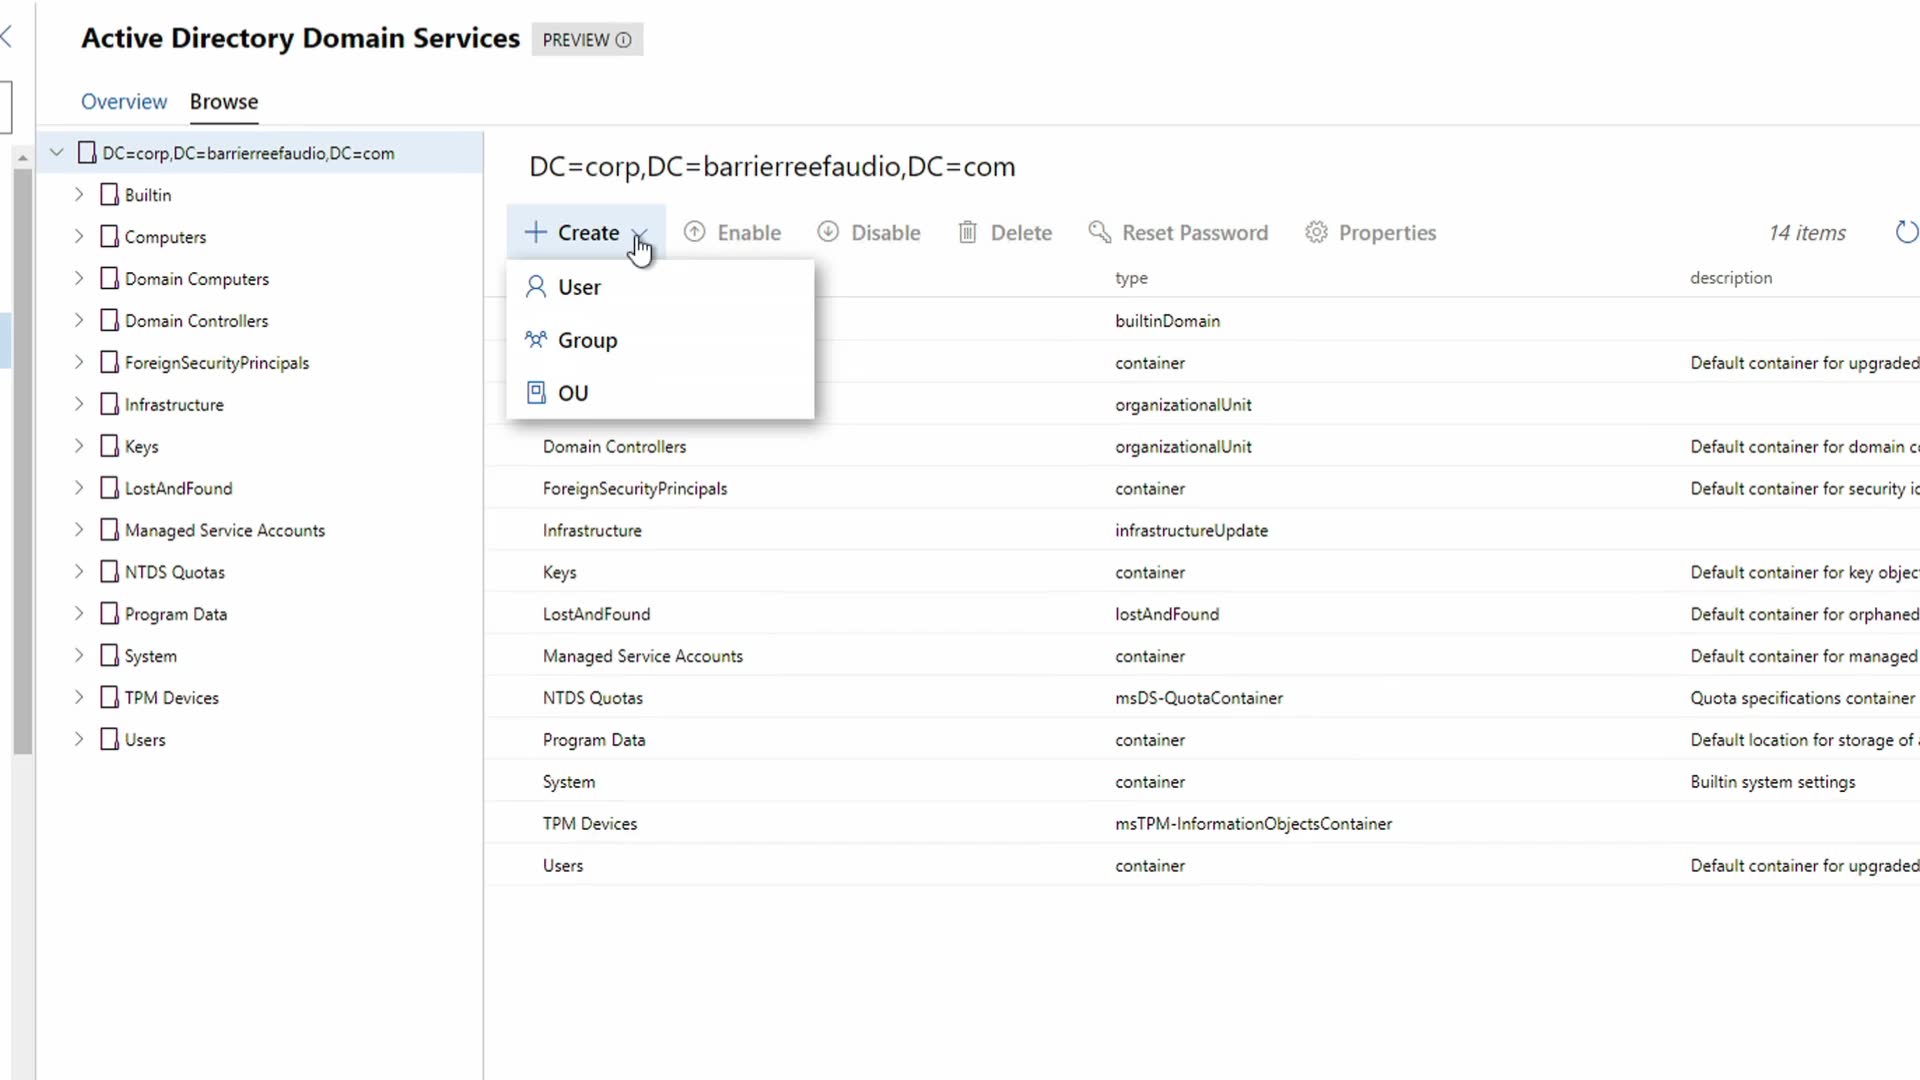 Active Directory Domain Services PREVIEW
Overview Browse
DC=corp,DC=barrierreefaudio,DC=com
Builtin
Computers
Domain Computers
Domain Controllers
ForeignSecurityPrincipals
Infrastructure
Keys
LostAndFound
Managed Service Accounts
NTDS Quotas
Program Data
System
TPM Devices
Users
DC=corp,DC=barrierreefaudio,DC=com
Create Enable Disable Delete Reset Password Properties 14 items
User
Group
OU
type description
builtinDomain
container Default container for upgraded
organizationalUnit
Domain Controllers organizationalUnit Default container for domain
ForeignSecurityPrincipals container Default container for security
Infrastructure infrastructureUpdate
Keys container Default container for key
LostAndFound lostAndFound Default container for orphaned
Managed Service Accounts container Default container for managed
NTDS Quotas msDS-QuotaContainer Quota specifications container
Program Data container Default location for storage of
System container Builtin system settings
TPM Devices msTPM-InformationObjectsContainer
Users container Default container for upgraded